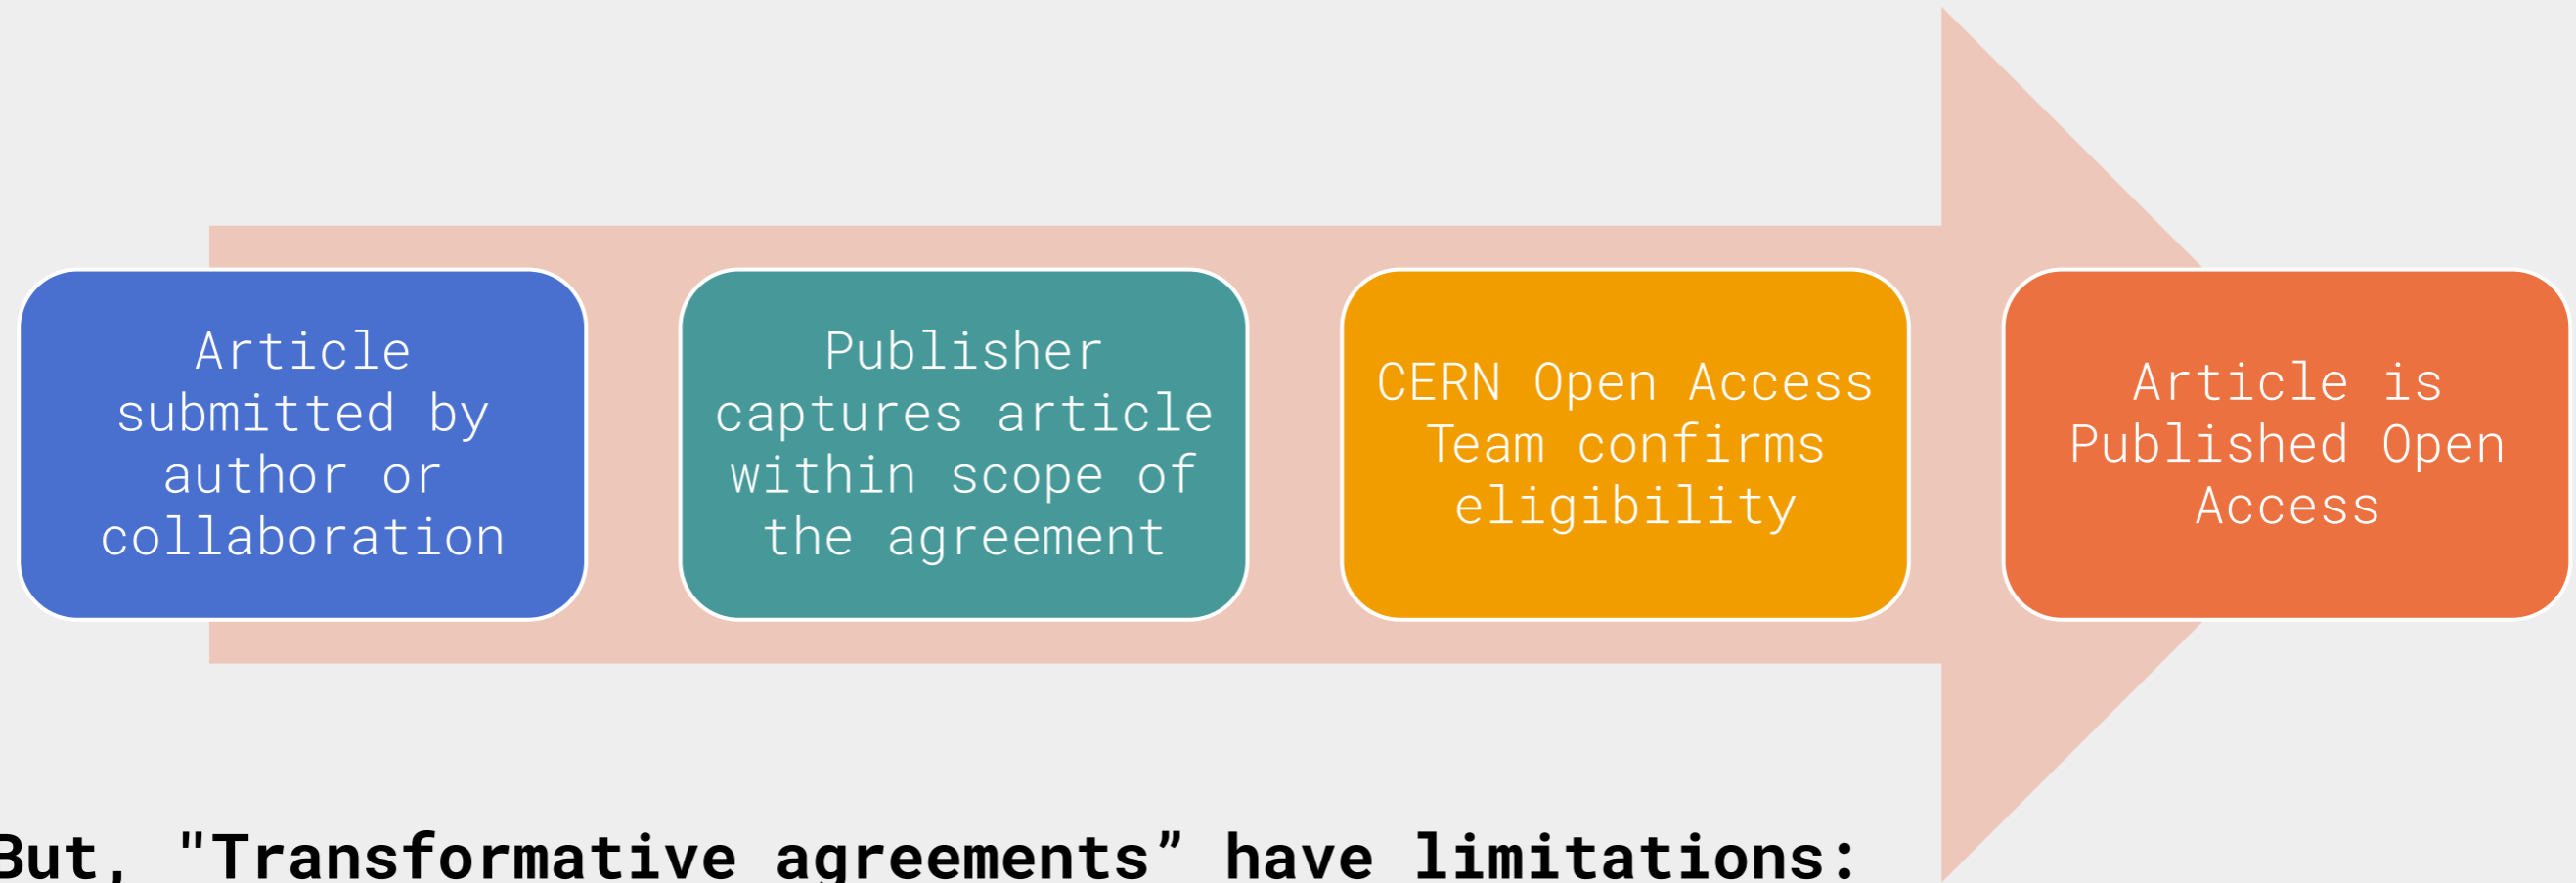 Article
submitted by
author or
collaboration
Publisher
captures article
within scope of
the agreement
CERN Open Access
Team confirms
eligibility
Article is
Published Open
Access
But, "Transformative agreements” have limitations: